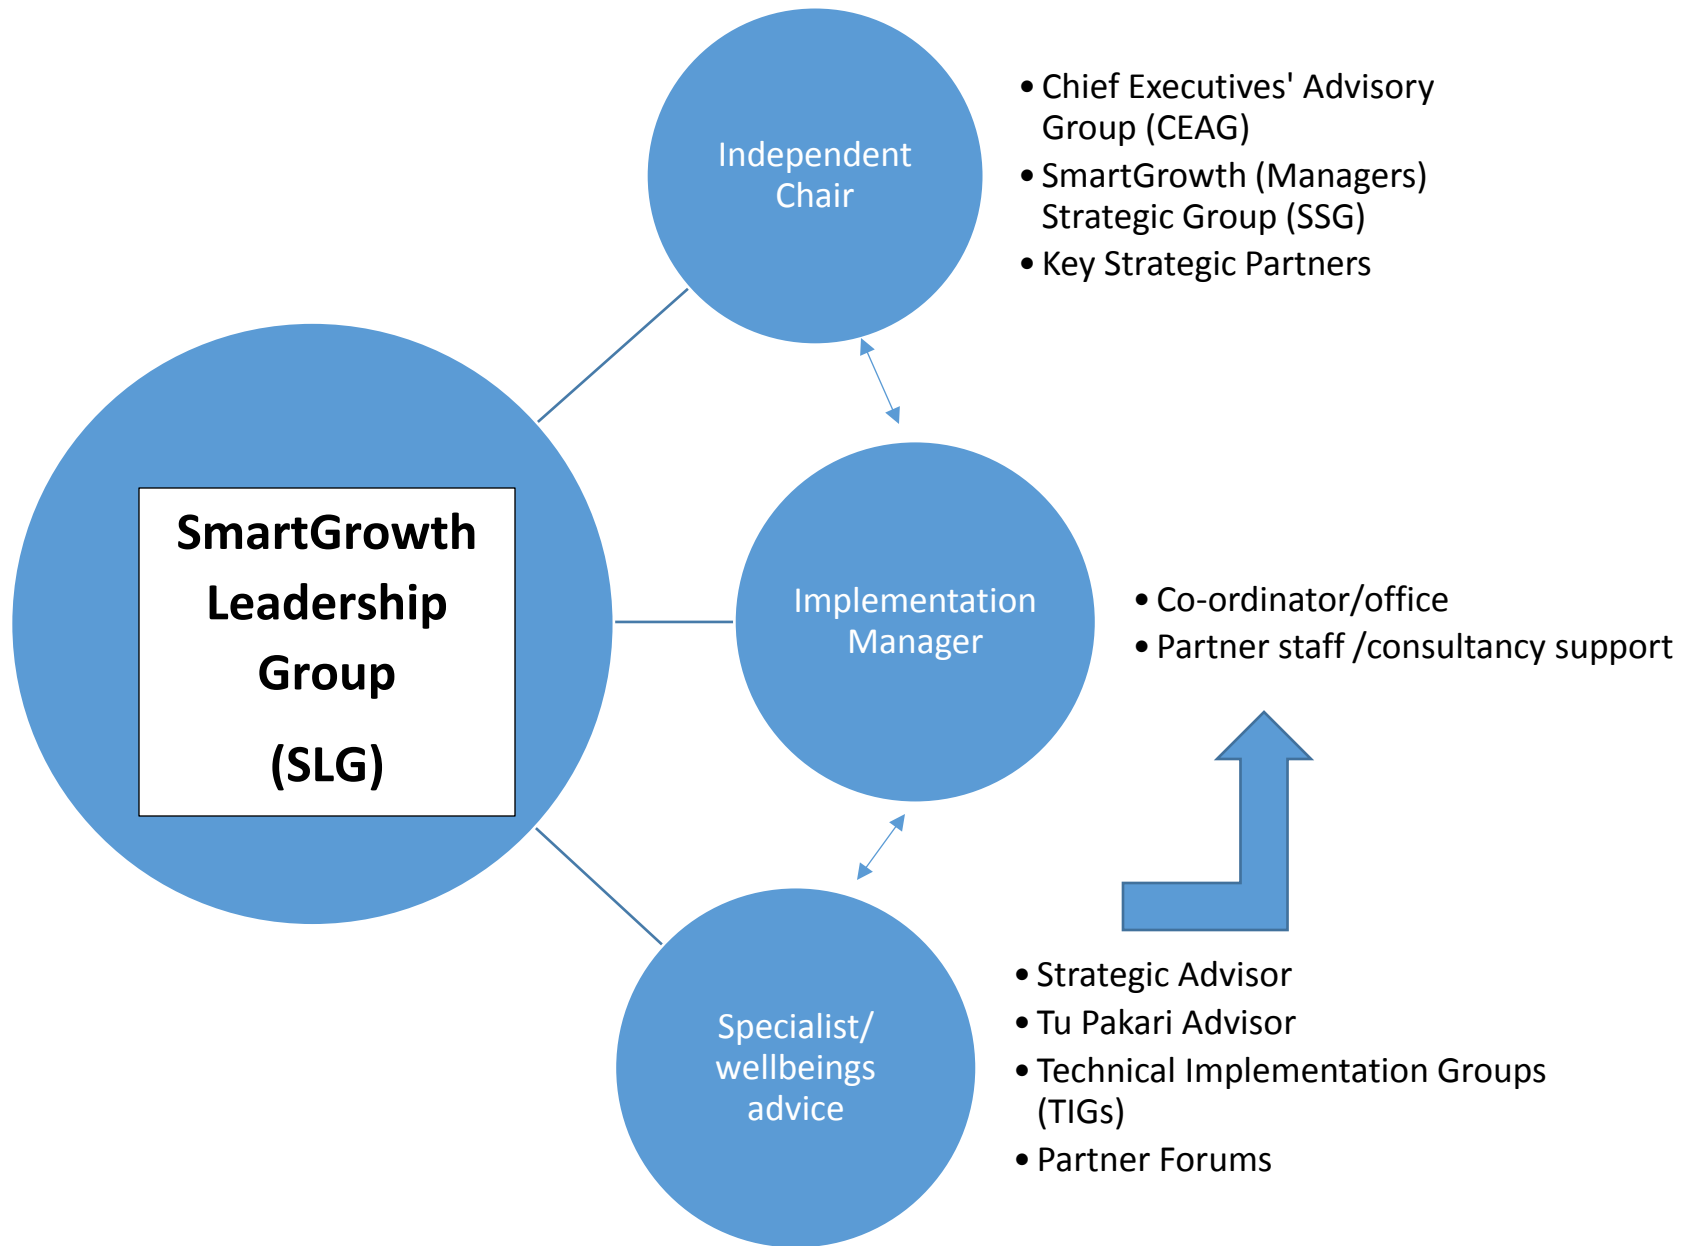 Independent
Chair
• Chief Executives' Advisory
Group (CEAG)
• SmartGrowth (Managers)
Strategic Group (SSG)
• Key Strategic Partners
SmartGrowth
Leadership
Group
(SLG)
Implementation
Manager
• Co-ordinator/office
• Partner staff /consultancy support
Specialist/
wellbeings
advice
• Strategic Advisor
• Tu Pakari Advisor
• Technical Implementation Groups
(TIGs)
• Partner Forums